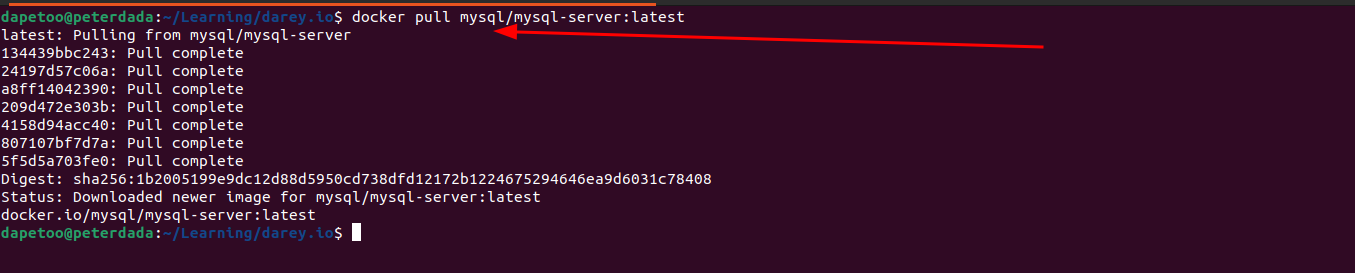 dapetoo@peterdada:~/Learning/darey.io$ docker pull mysql/mysql-server:latest
latest: Pulling from mysql/mysql-server
134439bbc243: Pull complete
24197d57c06a: Pull complete
a8ff14042390: Pull complete
209d472e303b: Pull complete
4158d94acc40: Pull complete
807107bf7d7a: Pull complete
5f5d5a703fe0: Pull complete
Digest: sha256:1b2005199e9dc12d88d5950cd738dfd12172b1224675294646ea9d6031c78408
Status: Downloaded newer image for mysql/mysql-server:latest
docker.io/mysql/mysql-server:latest
dapetoo@peterdada:~/Learning/darey.io$